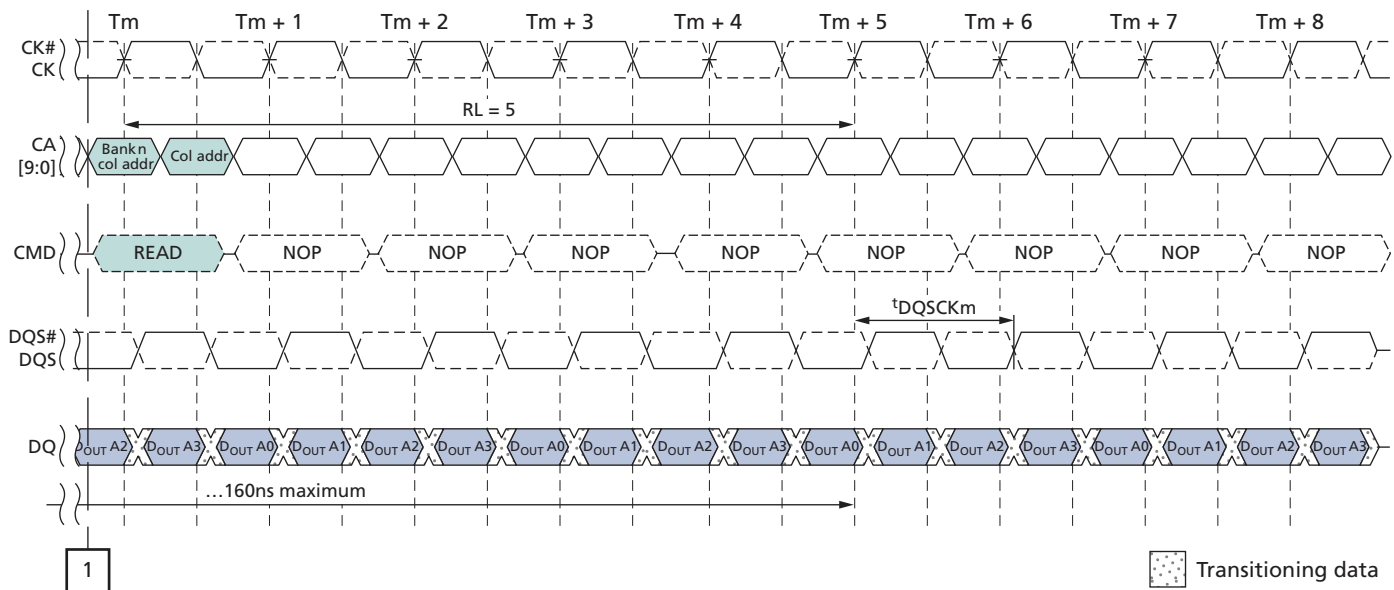 Tm Tm + 1 Tm + 2 Tm + 3 Tm + 4 Tm + 5 Tm + 6 Tm + 7 Tm + 8
CK#
CK
RL = 5
CA
[9:0]
Bank n
col addr
Col addr
CMD READ NOP NOP NOP NOP NOP NOP NOP NOP
tDQSCKm
DQS#
DQS
DQ DOUT A2 DOUT A3 DOUT A0 DOUT A1 DOUT A2 DOUT A3 DOUT A0 DOUT A1 DOUT A2 DOUT A3 DOUT A0 DOUT A1 DOUT A2 DOUT A3 DOUT A0 DOUT A1 DOUT A2 DOUT A3
…160ns maximum
1
Transitioning data